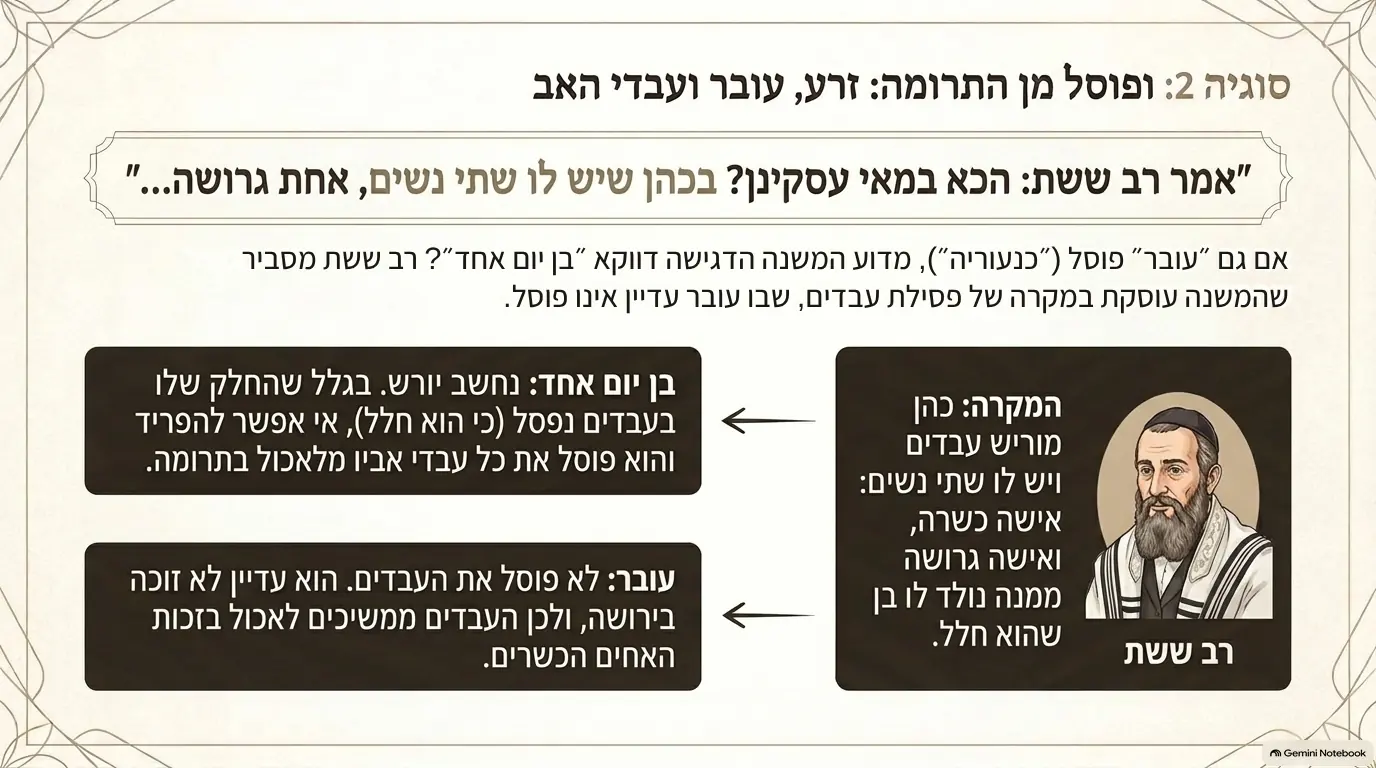 סוגיה 2: ופוסל מן התרומה: זרע, עובר ועבדי האב
"אמר רב ששת: הכא במאי עסקינן? בכהן שיש לו שתי נשים, אחת גרושה..."
אם גם "עובר" פוסל ("כנעוריה"), מדוע המשנה הדגישה דווקא "בן יום אחד"? רב ששת מסביר
שהמשנה עוסקת במקרה של פסילת עבדים, שבו עובר עדיין אינו פוסל.
המקרה: כהן
מוריש עבדים
ויש לו שתי נשים:
אישה כשרה,
ואישה גרושה
ממנה נולד לו בן
שהוא חלל.
רב ששת
בן יום אחד: נחשב יורש. בגלל שהחלק שלו
בעבדים נפסל (כי הוא חלל), אי אפשר להפריד
והוא פוסל את כל עבדי אביו מלאכול בתרומה.
עובר: לא פוסל את העבדים. הוא עדיין לא זוכה
בירושה, ולכן העבדים ממשיכים לאכול בזכות
האחים הכשרים.
Gemini Notebook